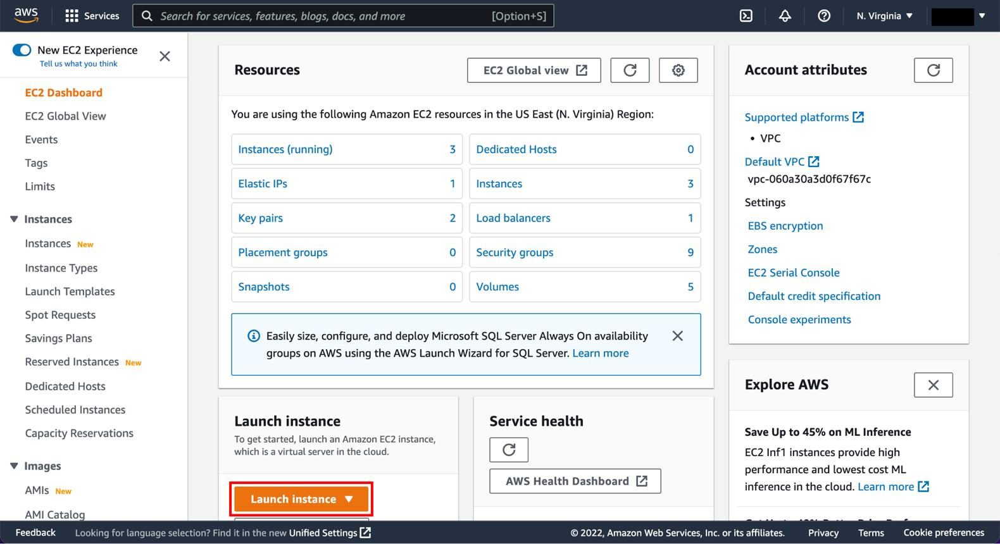 aws
Services
Search for services, features, blogs, docs, and more
[Option+S]
N. Virginia
New EC2 Experience
Tell us what you think
EC2 Dashboard
EC2 Global View
Events
Tags
Limits
Instances
Instances New
Instance Types
Launch Templates
Spot Requests
Savings Plans
Reserved Instances New
Dedicated Hosts
Scheduled Instances
Capacity Reservations
Images
AMIs New
AMI Catalog
Resources
EC2 Global view
You are using the following Amazon EC2 resources in the US East (N. Virginia) Region:
Instances (running) 3
Dedicated Hosts 0
Elastic IPs 1
Instances 3
Key pairs 2
Load balancers 1
Placement groups 0
Security groups 9
Snapshots 0
Volumes 5
Easily size, configure, and deploy Microsoft SQL Server Always On availability
groups on AWS using the AWS Launch Wizard for SQL Server. Learn more
Launch instance
To get started, launch an Amazon EC2 instance,
which is a virtual server in the cloud.
Launch instance
Service health
AWS Health Dashboard
Account attributes
Supported platforms
• VPC
Default VPC
vpc-060a30a3d0f67f67c
Settings
EBS encryption
Zones
EC2 Serial Console
Default credit specification
Console experiments
Explore AWS
Save Up to 45% on ML Inference
EC2 Inf1 instances provide high
performance and lowest cost ML
inference in the cloud. Learn more
Feedback
Looking for language selection? Find it in the new Unified Settings
© 2022, Amazon Web Services, Inc. or its affiliates.
Privacy
Terms
Cookie preferences